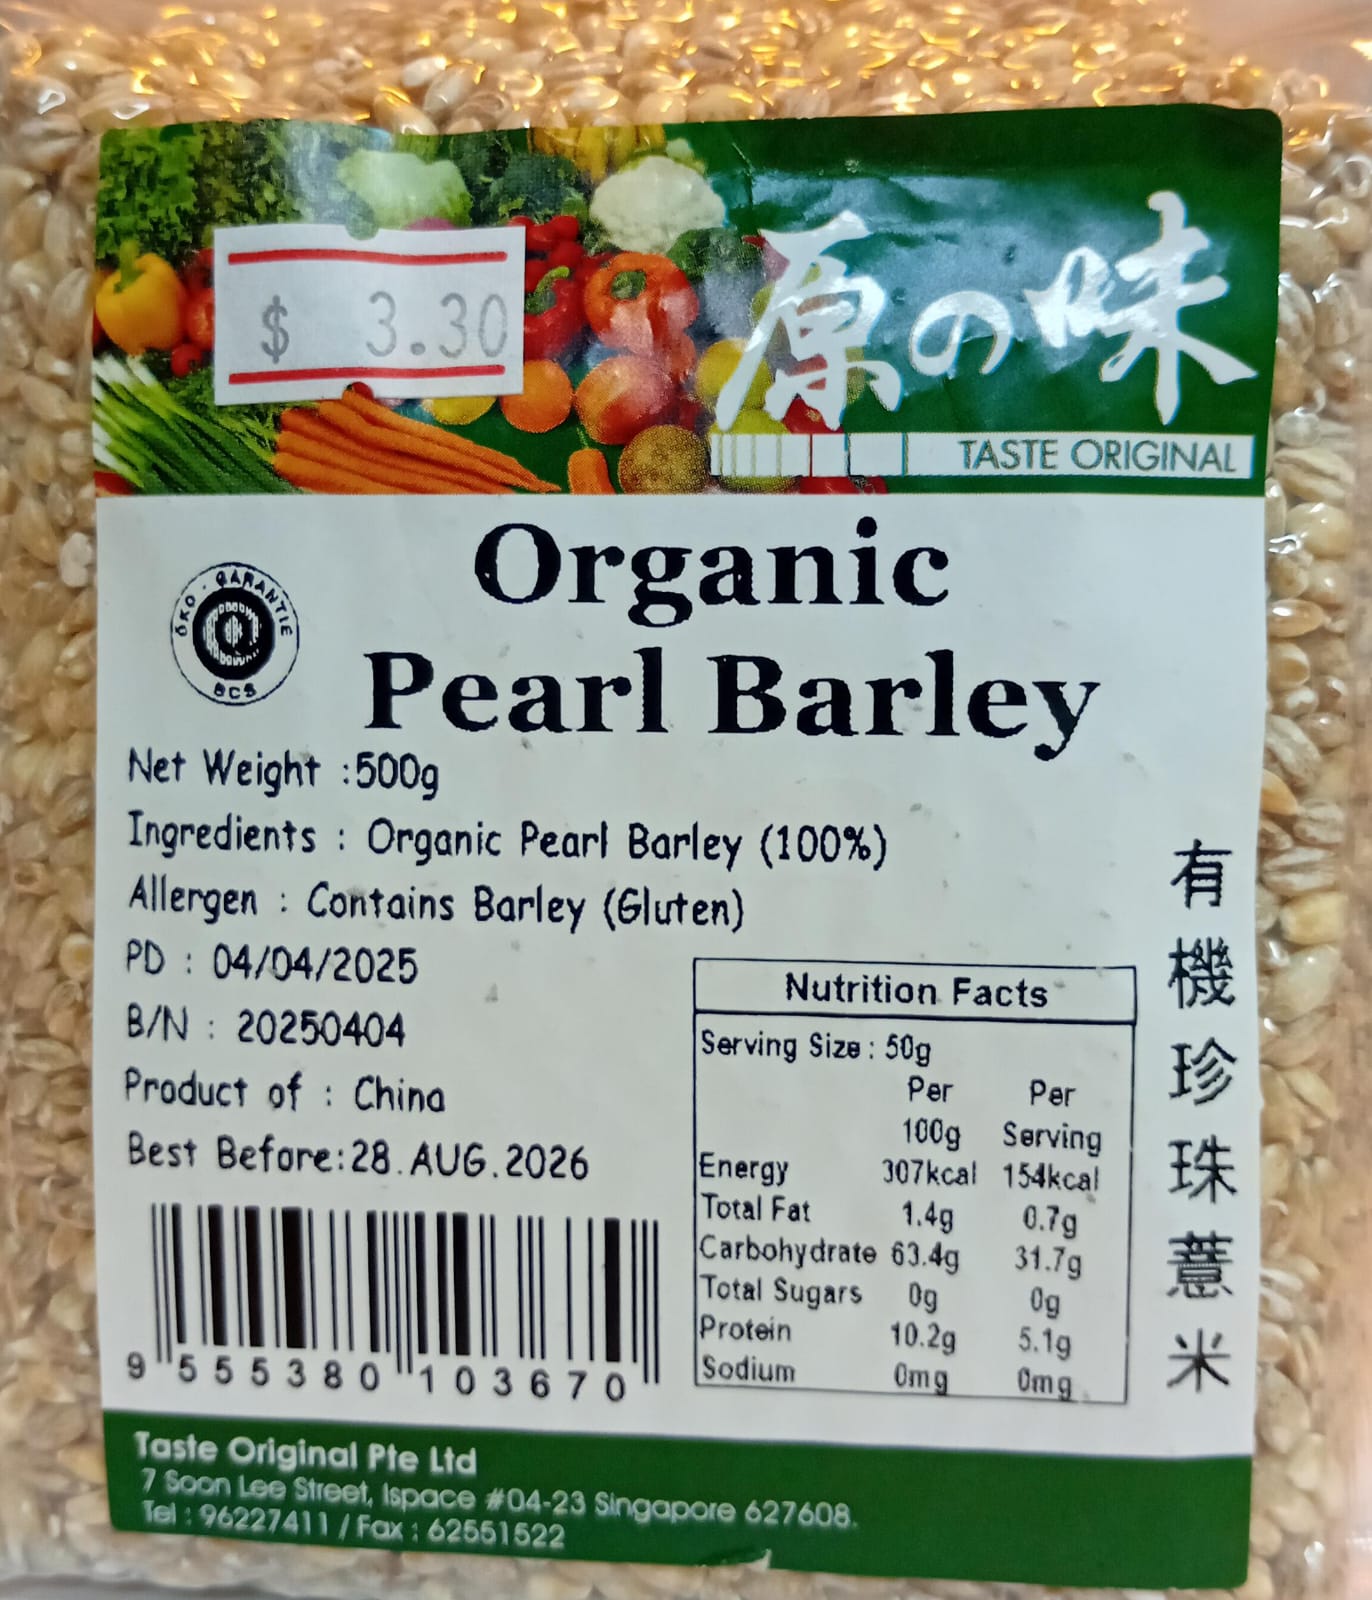 $ 3.30
原の味
TASTE ORIGINAL
Organic
Pearl Barley
ÖKO - GARANTIE
BCS
Net Weight :500g
Ingredients : Organic Pearl Barley (100%)
Allergen : Contains Barley (Gluten)
PD : 04/04/2025
B/N : 20250404
Product of : China
Best Before:28.AUG.2026
Nutrition Facts
Serving Size : 50g
Per 100g Per Serving
Energy 307kcal 154kcal
Total Fat 1.4g 0.7g
Carbohydrate 63.4g 31.7g
Total Sugars 0g 0g
Protein 10.2g 5.1g
Sodium 0mg 0mg
有機珍珠薏米
9 555380 103670
Taste Original Pte Ltd
7 Soon Lee Street, Ispace #04-23 Singapore 627608.
Tel : 96227411 / Fax : 62551522